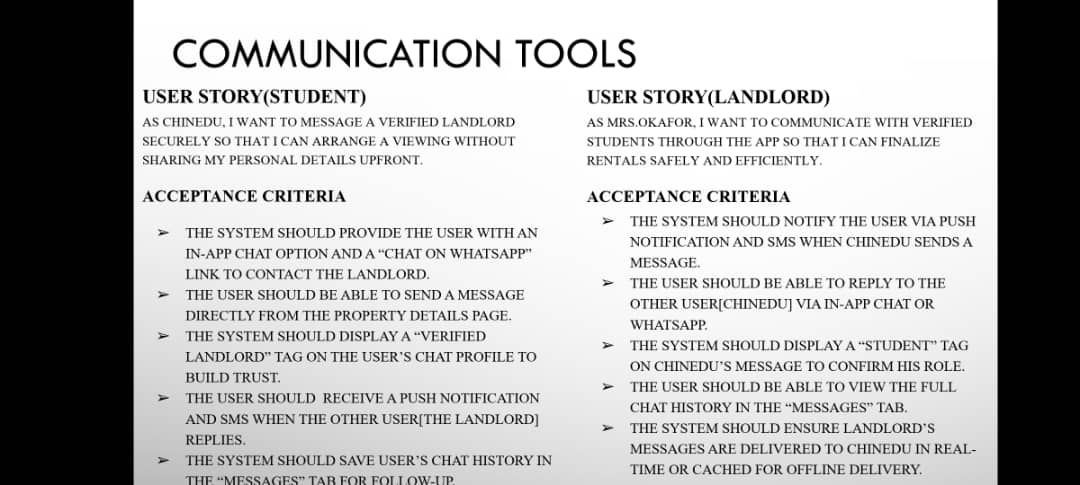 COMMUNICATION TOOLS
USER STORY(STUDENT)
AS CHINEDU, I WANT TO MESSAGE A VERIFIED LANDLORD
SECURELY SO THAT I CAN ARRANGE A VIEWING WITHOUT
SHARING MY PERSONAL DETAILS UPFRONT.
ACCEPTANCE CRITERIA
➢ THE SYSTEM SHOULD PROVIDE THE USER WITH AN
IN-APP CHAT OPTION AND A “CHAT ON WHATSAPP”
LINK TO CONTACT THE LANDLORD.
➢ THE USER SHOULD BE ABLE TO SEND A MESSAGE
DIRECTLY FROM THE PROPERTY DETAILS PAGE.
➢ THE SYSTEM SHOULD DISPLAY A “VERIFIED
LANDLORD” TAG ON THE USER’S CHAT PROFILE TO
BUILD TRUST.
➢ THE USER SHOULD RECEIVE A PUSH NOTIFICATION
AND SMS WHEN THE OTHER USER[THE LANDLORD]
REPLIES.
➢ THE SYSTEM SHOULD SAVE USER’S CHAT HISTORY IN
THE “MESSAGES” TAB FOR FOLLOW-UP.
USER STORY(LANDLORD)
AS MRS.OKAFOR, I WANT TO COMMUNICATE WITH VERIFIED
STUDENTS THROUGH THE APP SO THAT I CAN FINALIZE
RENTALS SAFELY AND EFFICIENTLY.
ACCEPTANCE CRITERIA
➢ THE SYSTEM SHOULD NOTIFY THE USER VIA PUSH
NOTIFICATION AND SMS WHEN CHINEDU SENDS A
MESSAGE.
➢ THE USER SHOULD BE ABLE TO REPLY TO THE
OTHER USER[CHINEDU] VIA IN-APP CHAT OR
WHATSAPP.
➢ THE SYSTEM SHOULD DISPLAY A “STUDENT” TAG
ON CHINEDU’S MESSAGE TO CONFIRM HIS ROLE.
➢ THE USER SHOULD BE ABLE TO VIEW THE FULL
CHAT HISTORY IN THE “MESSAGES” TAB.
➢ THE SYSTEM SHOULD ENSURE LANDLORD’S
MESSAGES ARE DELIVERED TO CHINEDU IN REAL-
TIME OR CACHED FOR OFFLINE DELIVERY.